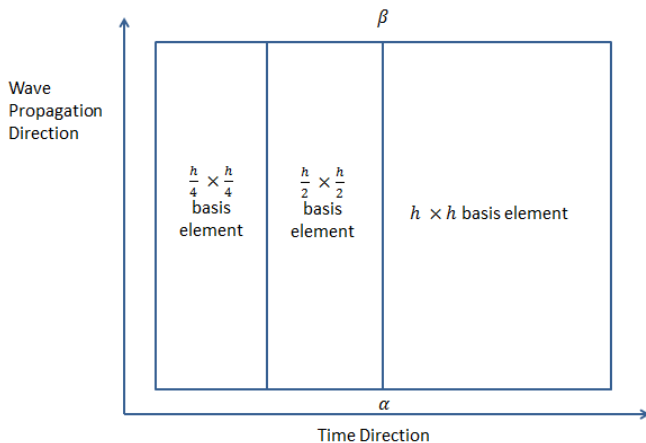 β
Wave
Propagation
Direction
h/4 × h/4
basis
element
h/2 × h/2
basis
element
h × h basis element
α
Time Direction